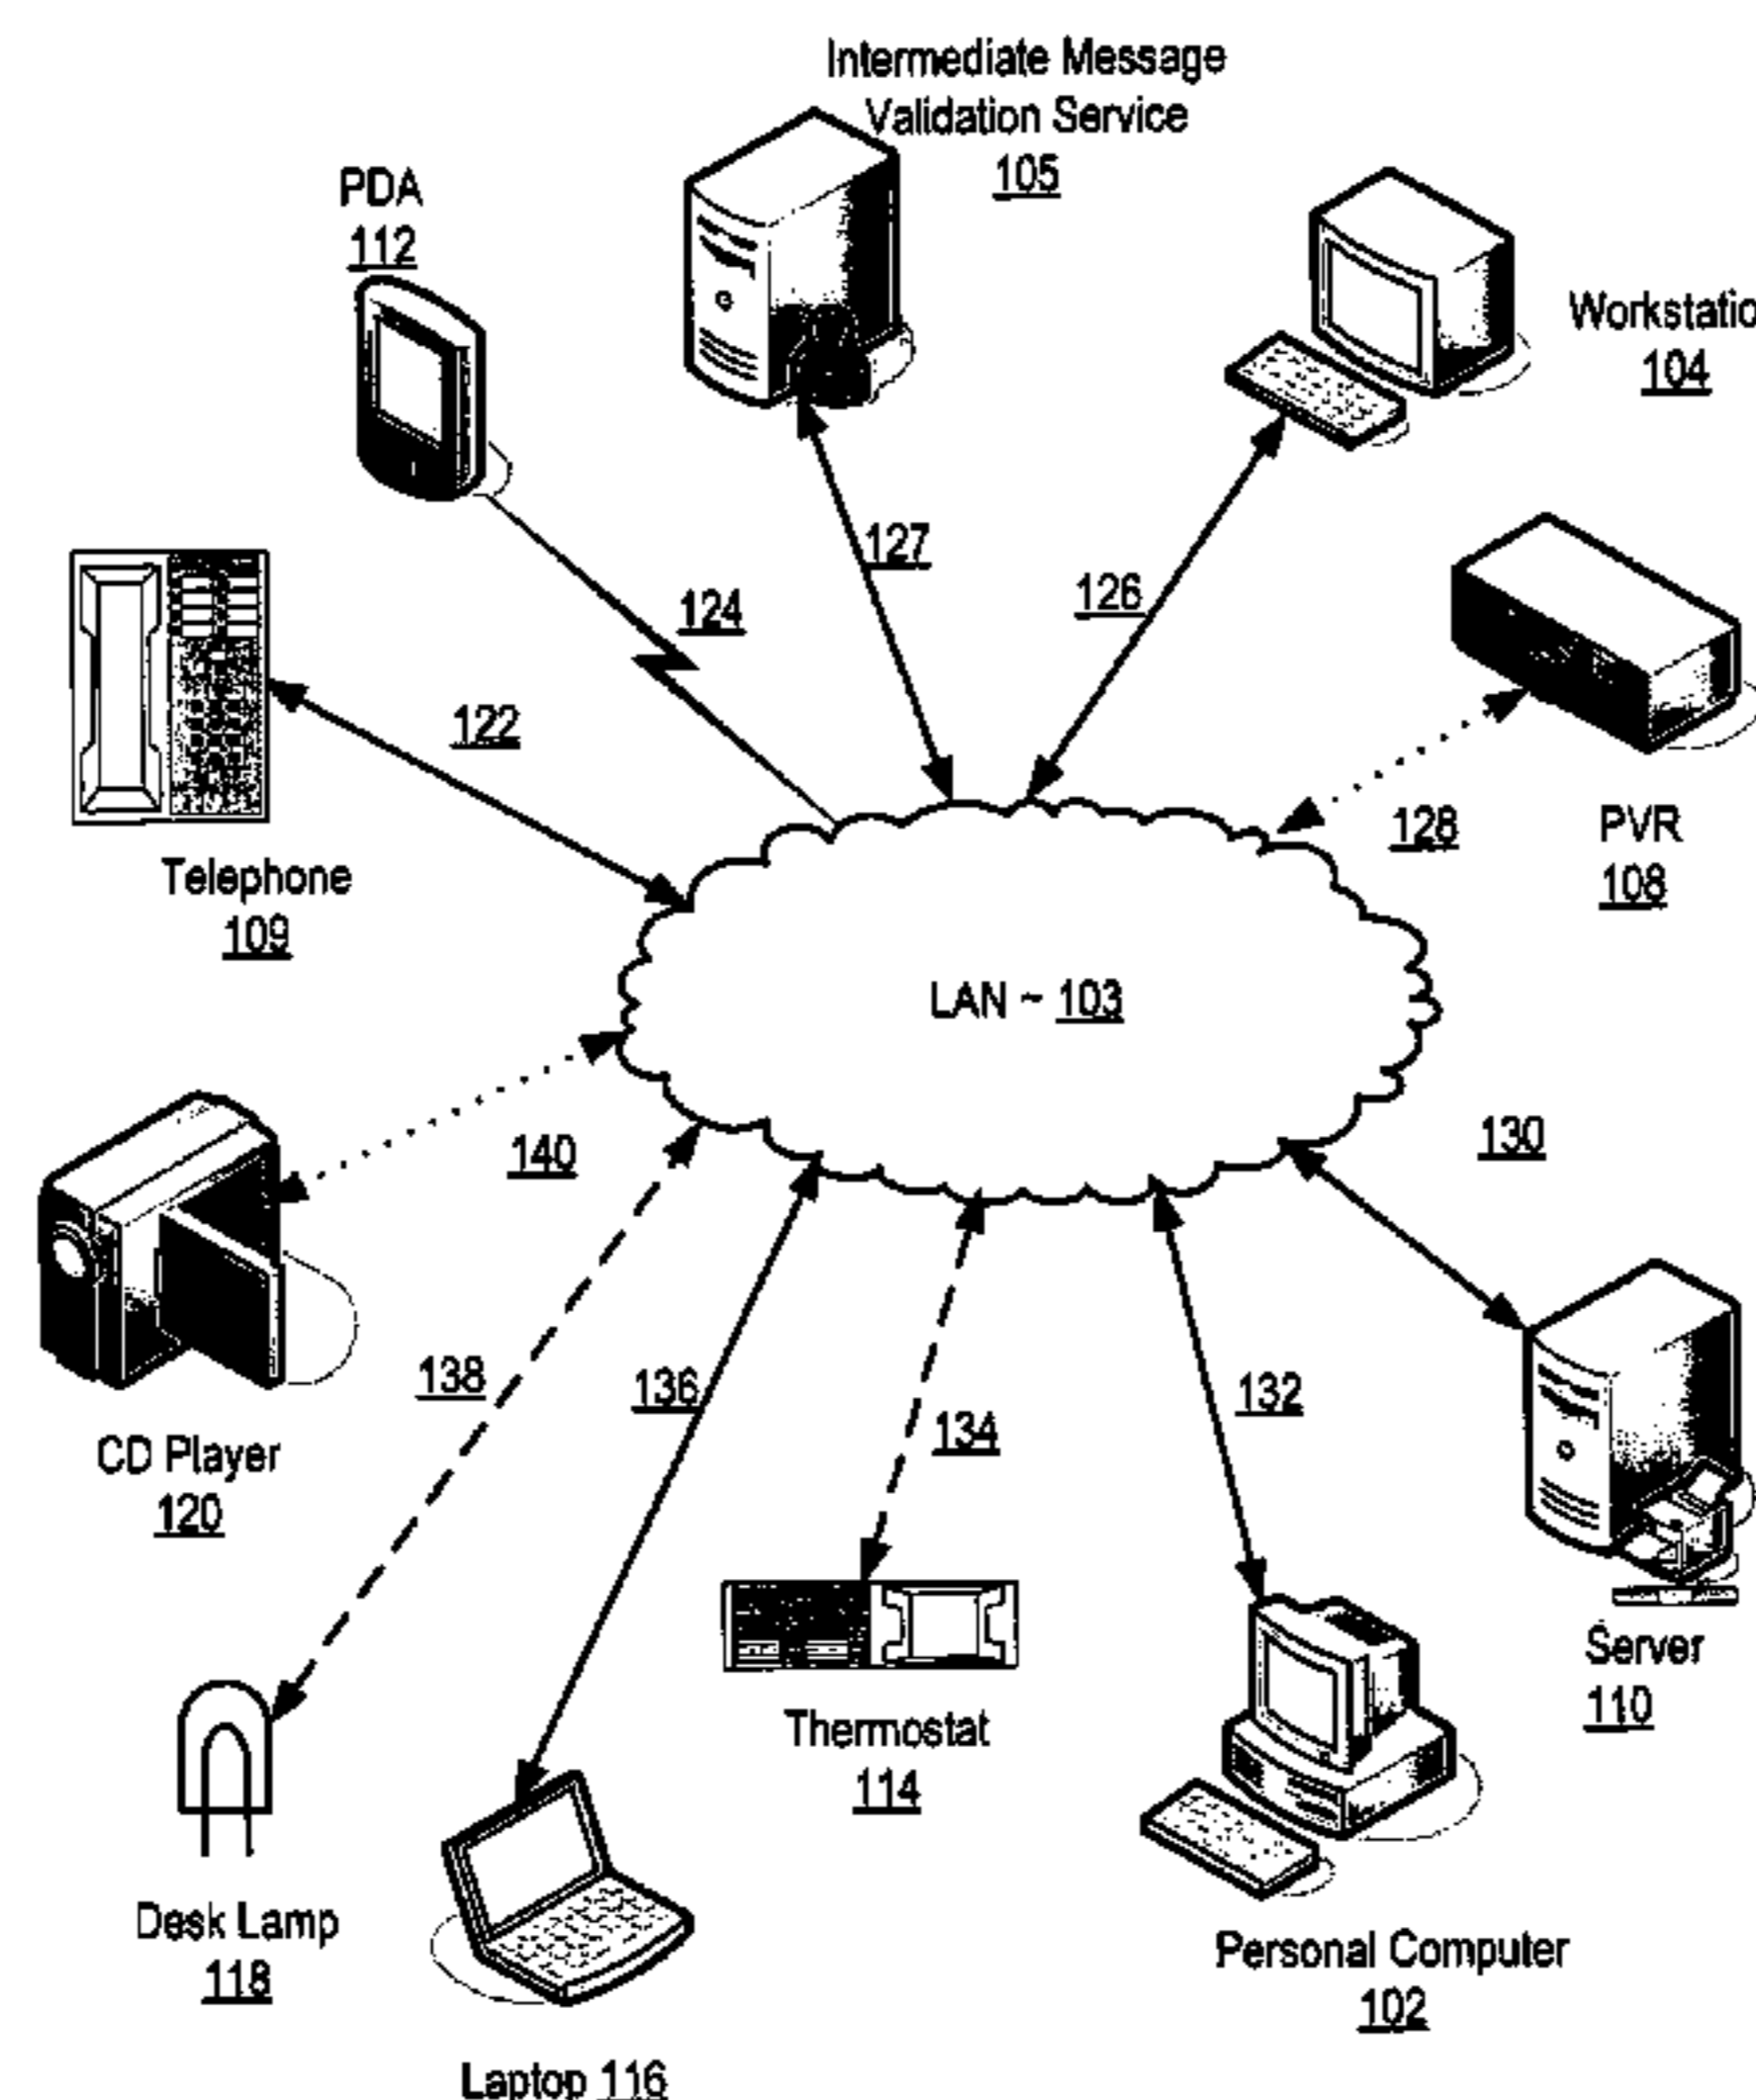 Intermediate Message
Validation Service
105
PDA
112
Workstatio
104
127
126
124
122
128
PVR
108
Telephone
109
LAN ~ 103
130
140
138
136
134
132
CD Player
120
Server
110
Thermostat
114
Desk Lamp
118
Personal Computer
102
Laptop 116